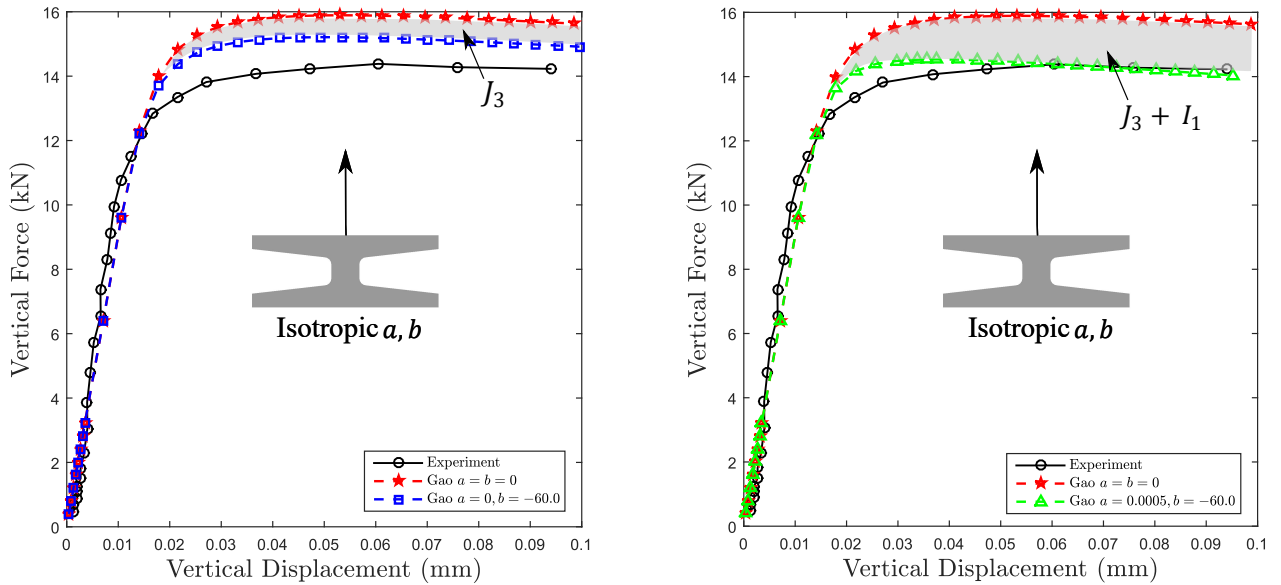 16
14
12
10
8
6
4
2
0
Vertical Force (kN)
J₃
Isotropic a, b
Experiment
Gao a = b = 0
Gao a = 0, b = −60.0
0 0.01 0.02 0.03 0.04 0.05 0.06 0.07 0.08 0.09 0.1
Vertical Displacement (mm)
16
14
12
10
8
6
4
2
0
Vertical Force (kN)
J₃ + I₁
Isotropic a, b
Experiment
Gao a = b = 0
Gao a = 0.0005, b = −60.0
0 0.01 0.02 0.03 0.04 0.05 0.06 0.07 0.08 0.09 0.1
Vertical Displacement (mm)